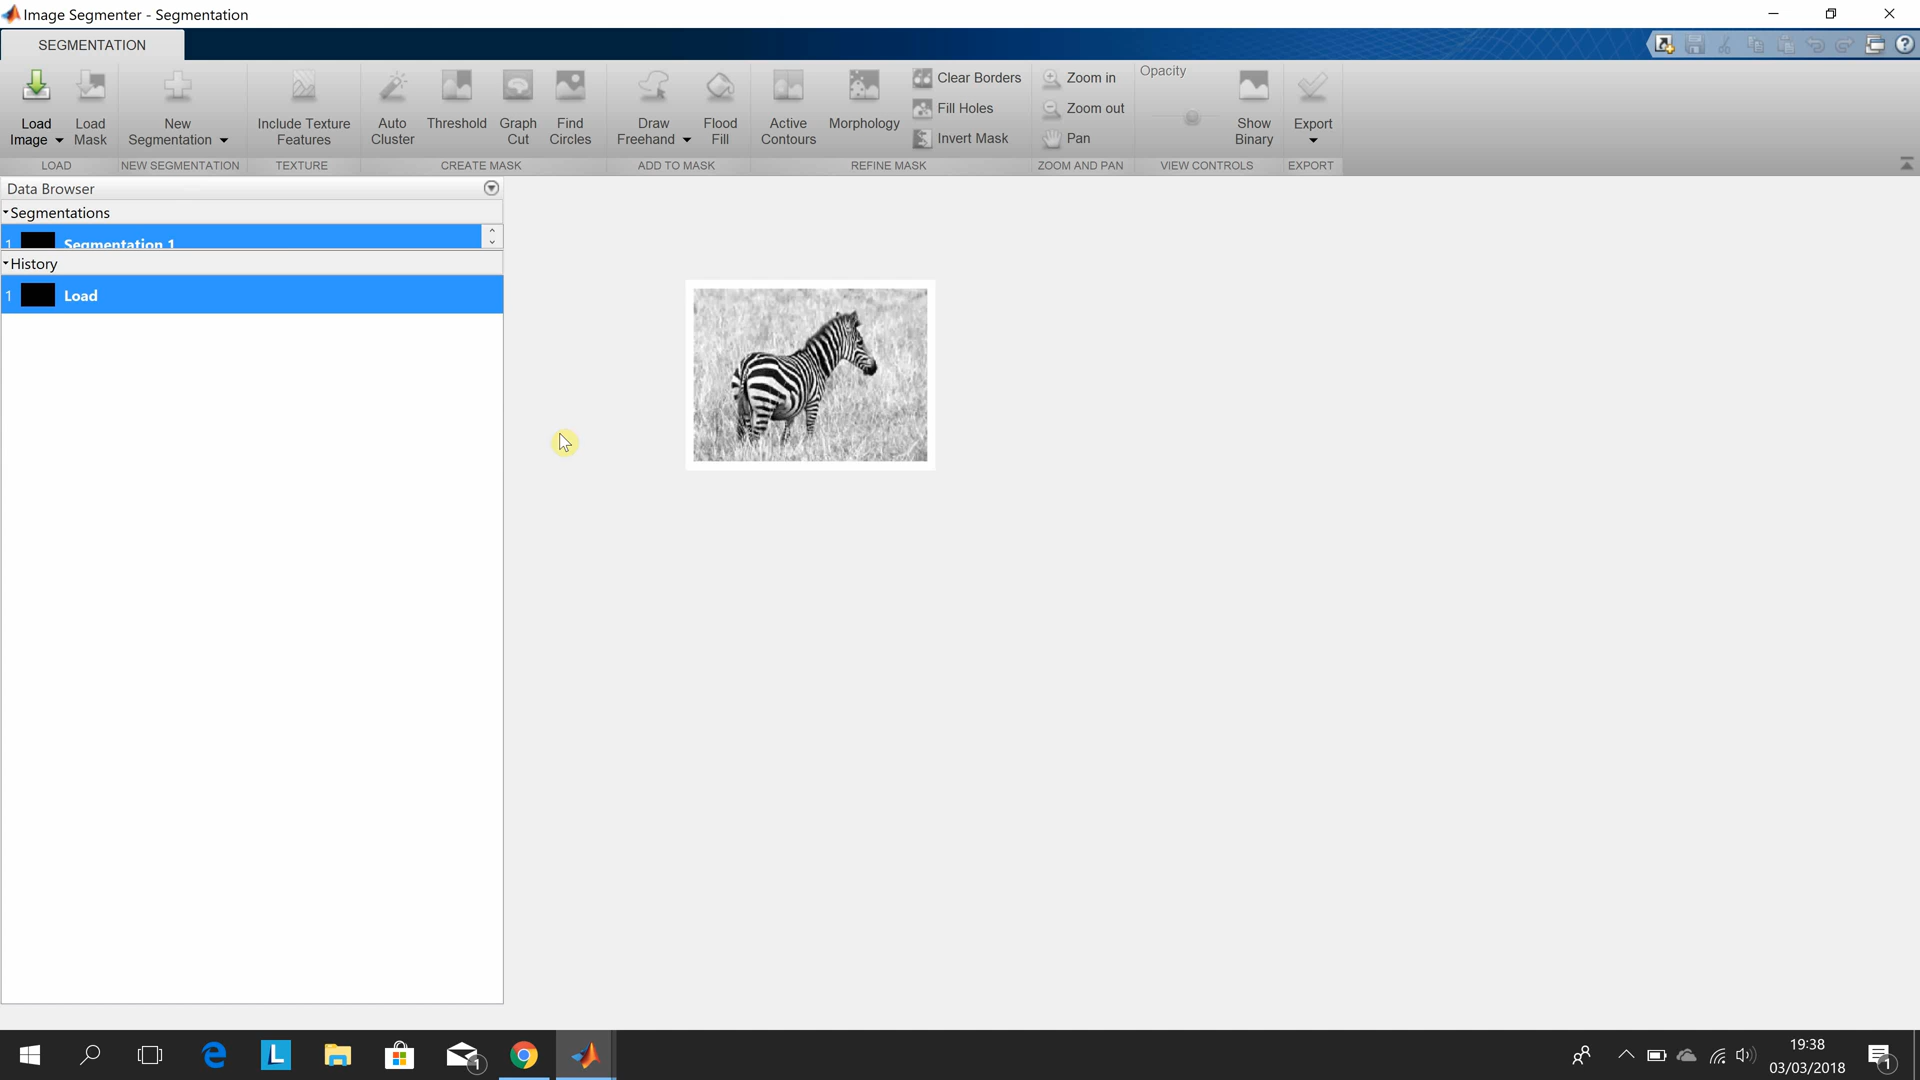 Image Segmenter - Segmentation
SEGMENTATION
Load Image
Load Mask
New Segmentation
Include Texture Features
Auto Cluster
Threshold
Graph Cut
Find Circles
Draw Freehand
Flood Fill
Active Contours
Morphology
Clear Borders
Fill Holes
Invert Mask
Zoom in
Zoom out
Pan
Opacity
Show Binary
Export
LOAD
NEW SEGMENTATION
TEXTURE
CREATE MASK
ADD TO MASK
REFINE MASK
ZOOM AND PAN
VIEW CONTROLS
EXPORT
Data Browser
Segmentations
1 Segmentation 1
History
1 Load
L
1
19:38
03/03/2018
1